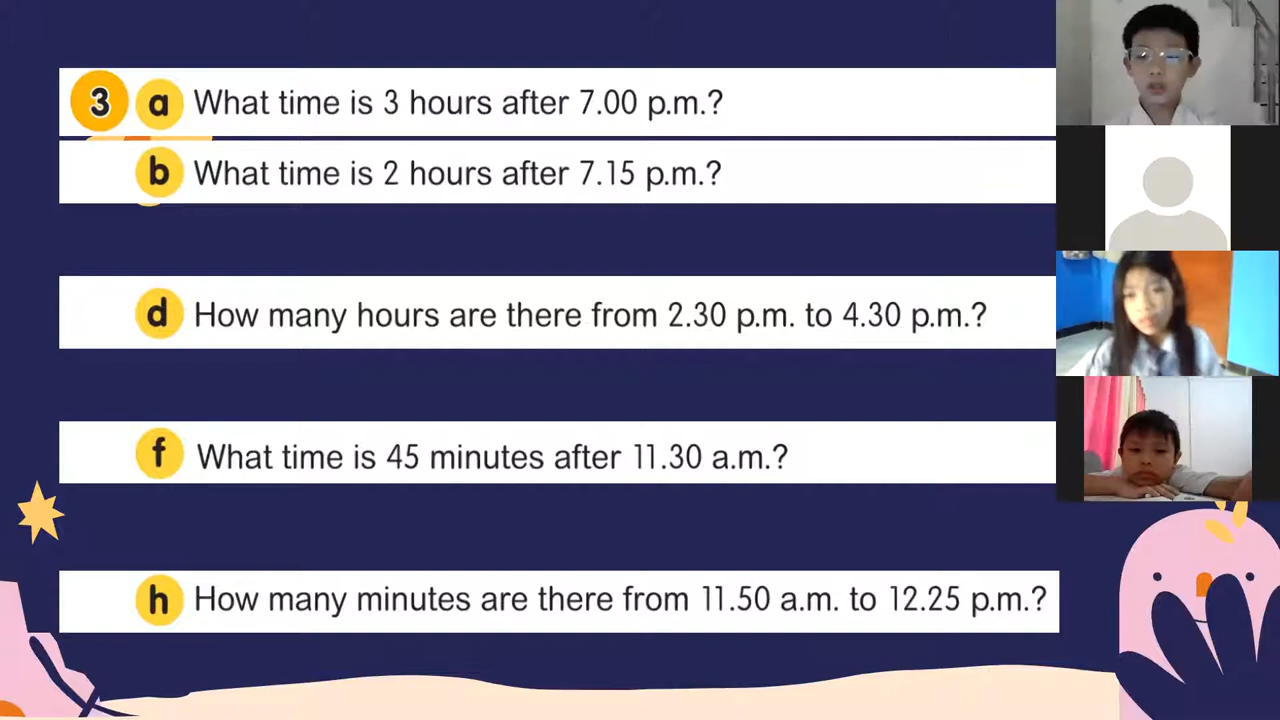 3 a What time is 3 hours after 7.00 p.m.?
b What time is 2 hours after 7.15 p.m.?
d How many hours are there from 2.30 p.m. to 4.30 p.m.?
f What time is 45 minutes after 11.30 a.m.?
h How many minutes are there from 11.50 a.m. to 12.25 p.m.?